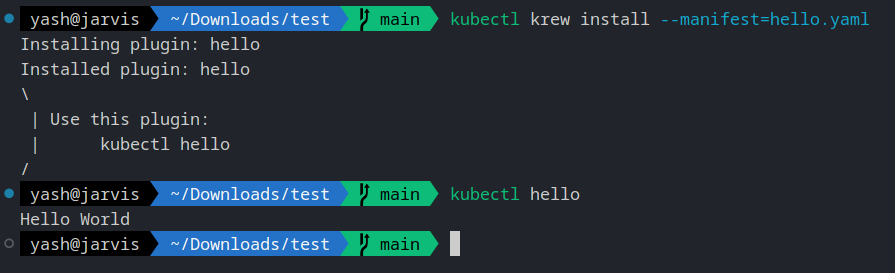 yash@jarvis ~/Downloads/test main kubectl krew install --manifest=hello.yaml
Installing plugin: hello
Installed plugin: hello
\
 | Use this plugin:
 |      kubectl hello
/
yash@jarvis ~/Downloads/test main kubectl hello
Hello World
yash@jarvis ~/Downloads/test main